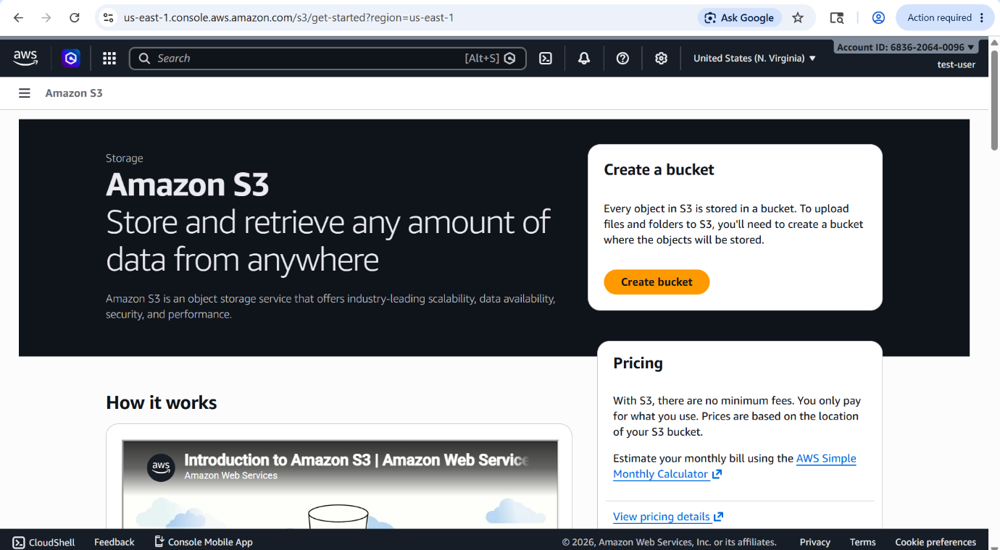 us-east-1.console.aws.amazon.com/s3/get-started?region=us-east-1
Ask Google
Action required
aws
Search
[Alt+S]
United States (N. Virginia)
Account ID: 6836-2064-0096
test-user
Amazon S3
Storage
Amazon S3
Store and retrieve any amount of
data from anywhere
Amazon S3 is an object storage service that offers industry-leading scalability, data availability,
security, and performance.
Create a bucket
Every object in S3 is stored in a bucket. To upload
files and folders to S3, you'll need to create a bucket
where the objects will be stored.
Create bucket
Pricing
With S3, there are no minimum fees. You only pay
for what you use. Prices are based on the location
of your S3 bucket.
Estimate your monthly bill using the AWS Simple
Monthly Calculator
View pricing details
How it works
aws
Introduction to Amazon S3 | Amazon Web Service
Amazon Web Services
CloudShell
Feedback
Console Mobile App
© 2026, Amazon Web Services, Inc. or its affiliates.
Privacy
Terms
Cookie preferences